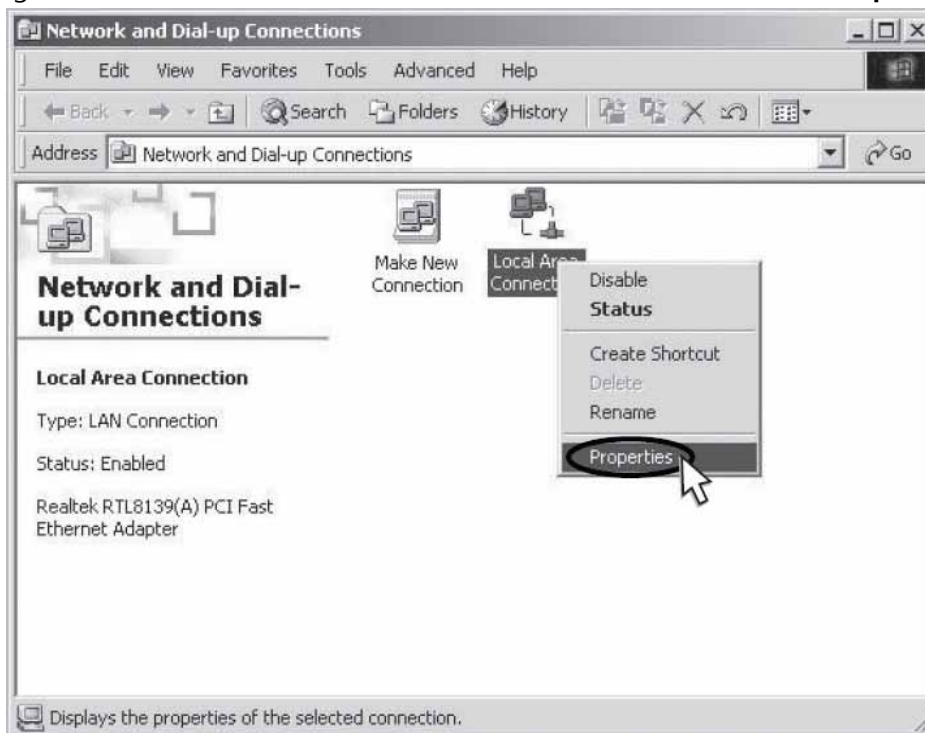 Network and Dial-up Connections
File Edit View Favorites Tools Advanced Help
Back Search Folders History
Address Network and Dial-up Connections Go
Make New
Connection
Local Area
Connect
Network and Dial-
up Connections
Local Area Connection
Type: LAN Connection
Status: Enabled
Realtek RTL8139(A) PCI Fast
Ethernet Adapter
Disable
Status
Create Shortcut
Delete
Rename
Properties
Displays the properties of the selected connection.